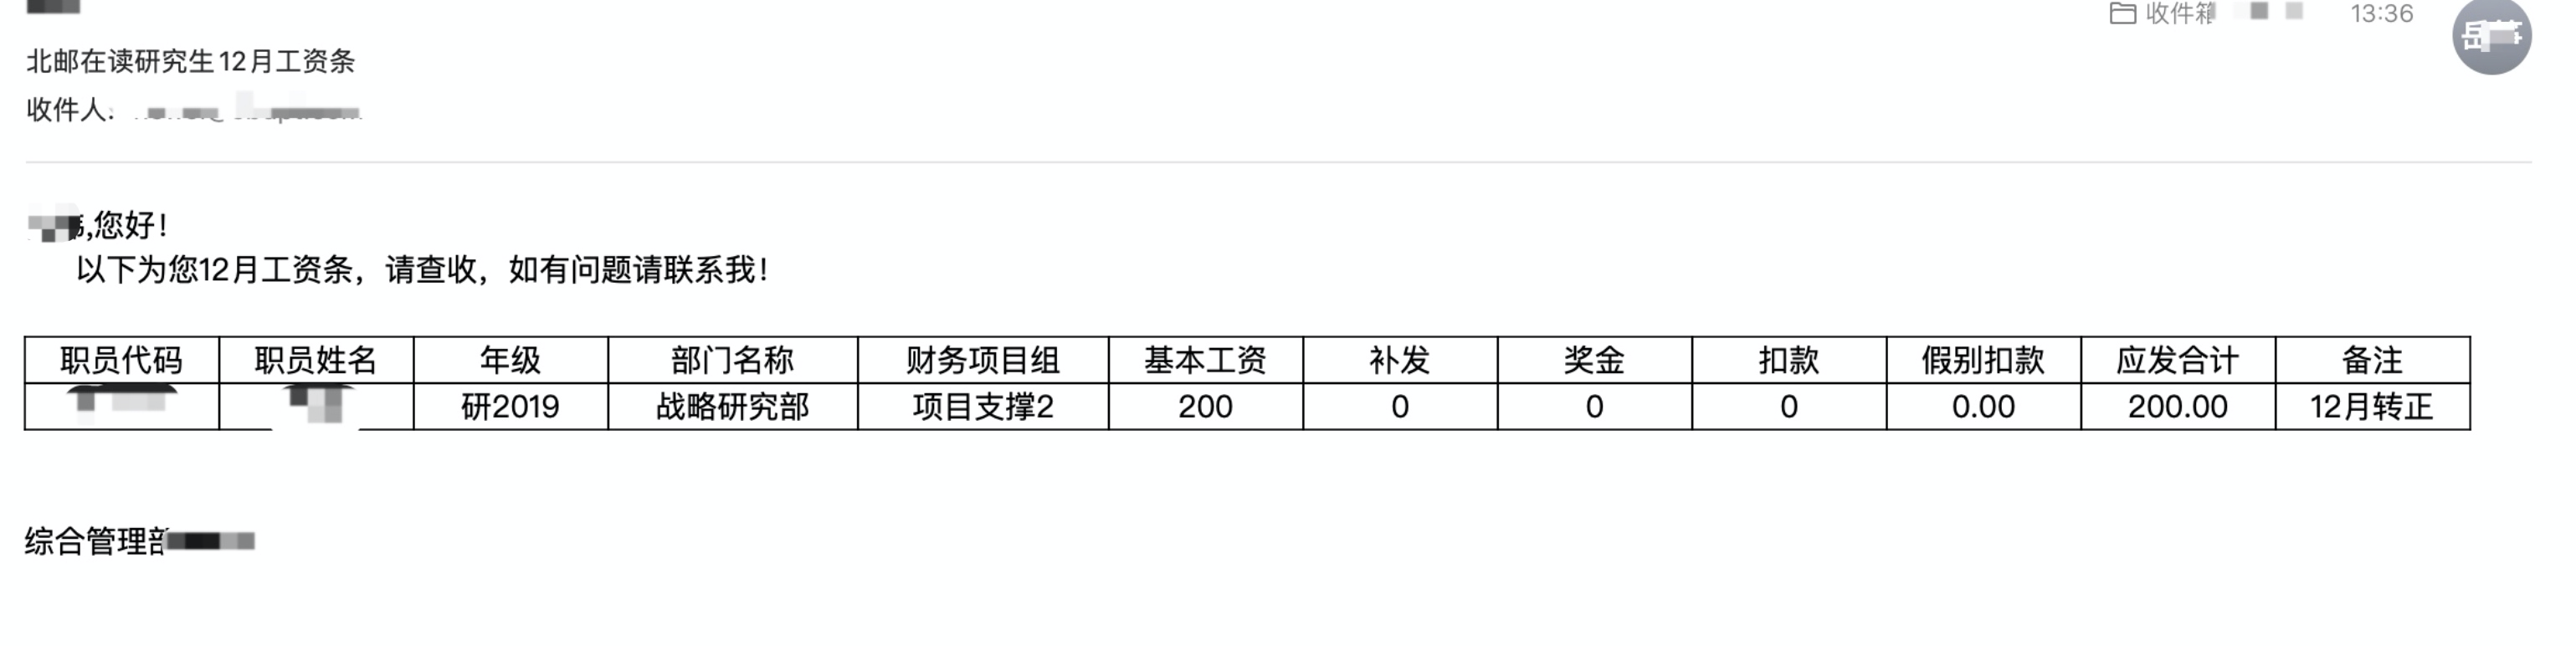 收件箱 13:36
北邮在读研究生12月工资条
收件人:
,您好!
以下为您12月工资条，请查收，如有问题请联系我!
职员代码 职员姓名 年级 部门名称 财务项目组 基本工资 补发 奖金 扣款 假别扣款 应发合计 备注
研2019 战略研究部 项目支撑2 200 0 0 0 0.00 200.00 12月转正
综合管理部